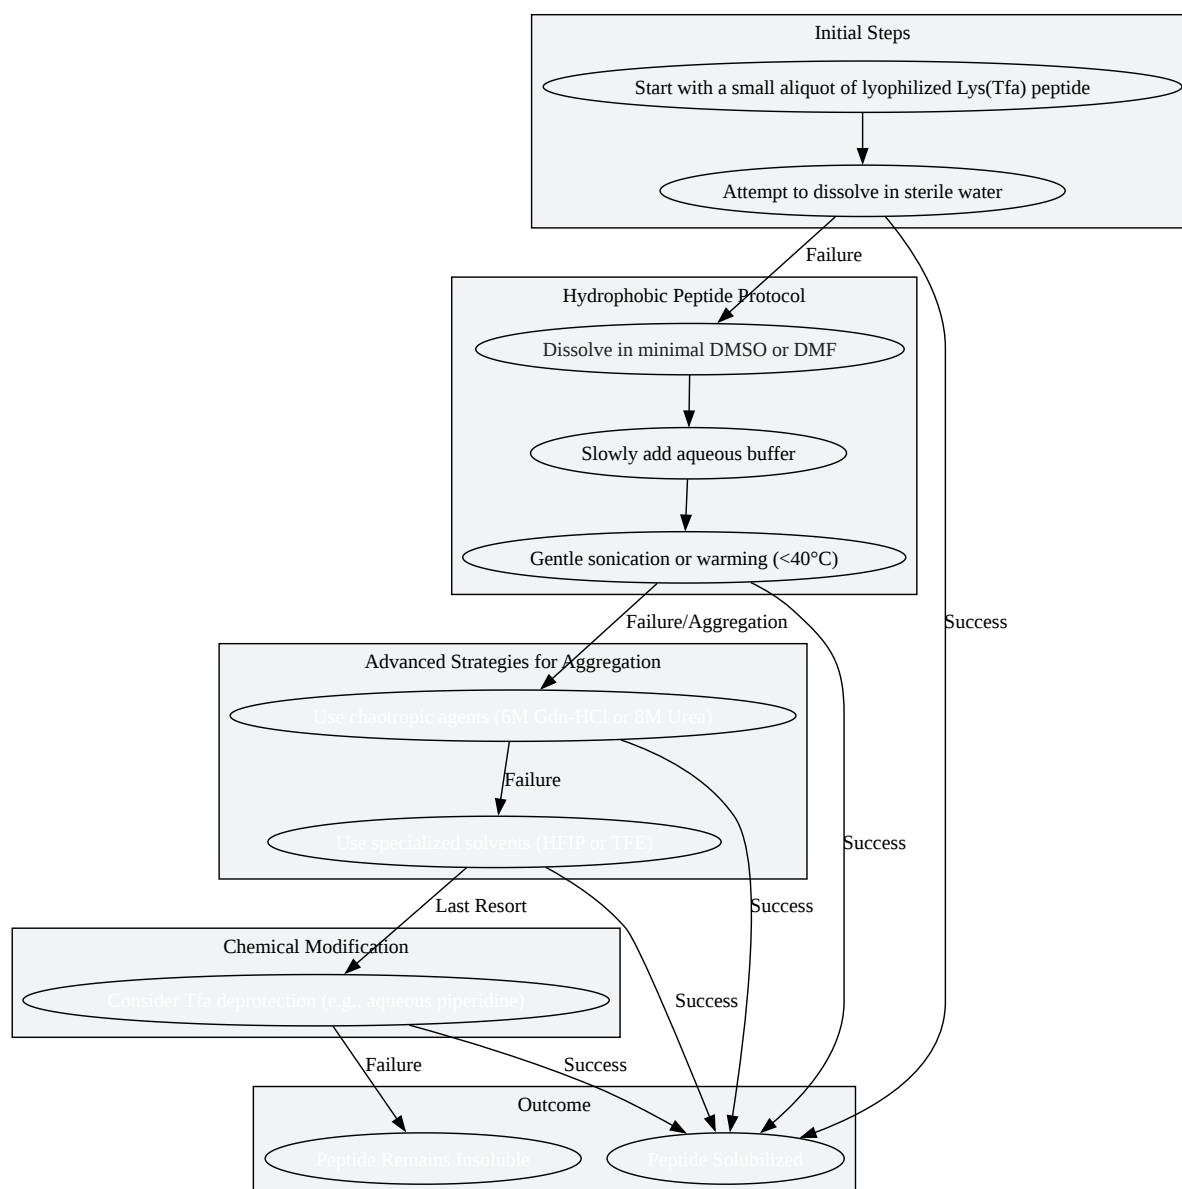 Initial Steps
Start with a small aliquot of lyophilized Lys(Tfa) peptide
Attempt to dissolve in sterile water
Failure
Hydrophobic Peptide Protocol
Dissolve in minimal DMSO or DMF
Slowly add aqueous buffer
Gentle sonication or warming (<40°C)
Failure/Aggregation
Success
Advanced Strategies for Aggregation
Use chaotropic agents (6M Gdn-HCl or 8M Urea)
Failure
Use specialized solvents (HFIP or TFE)
Success
Last Resort
Success
Chemical Modification
Consider Tfa deprotection (e.g., aqueous piperidine)
Success
Failure
Success
Outcome
Peptide Remains Insoluble
Peptide Solubilized